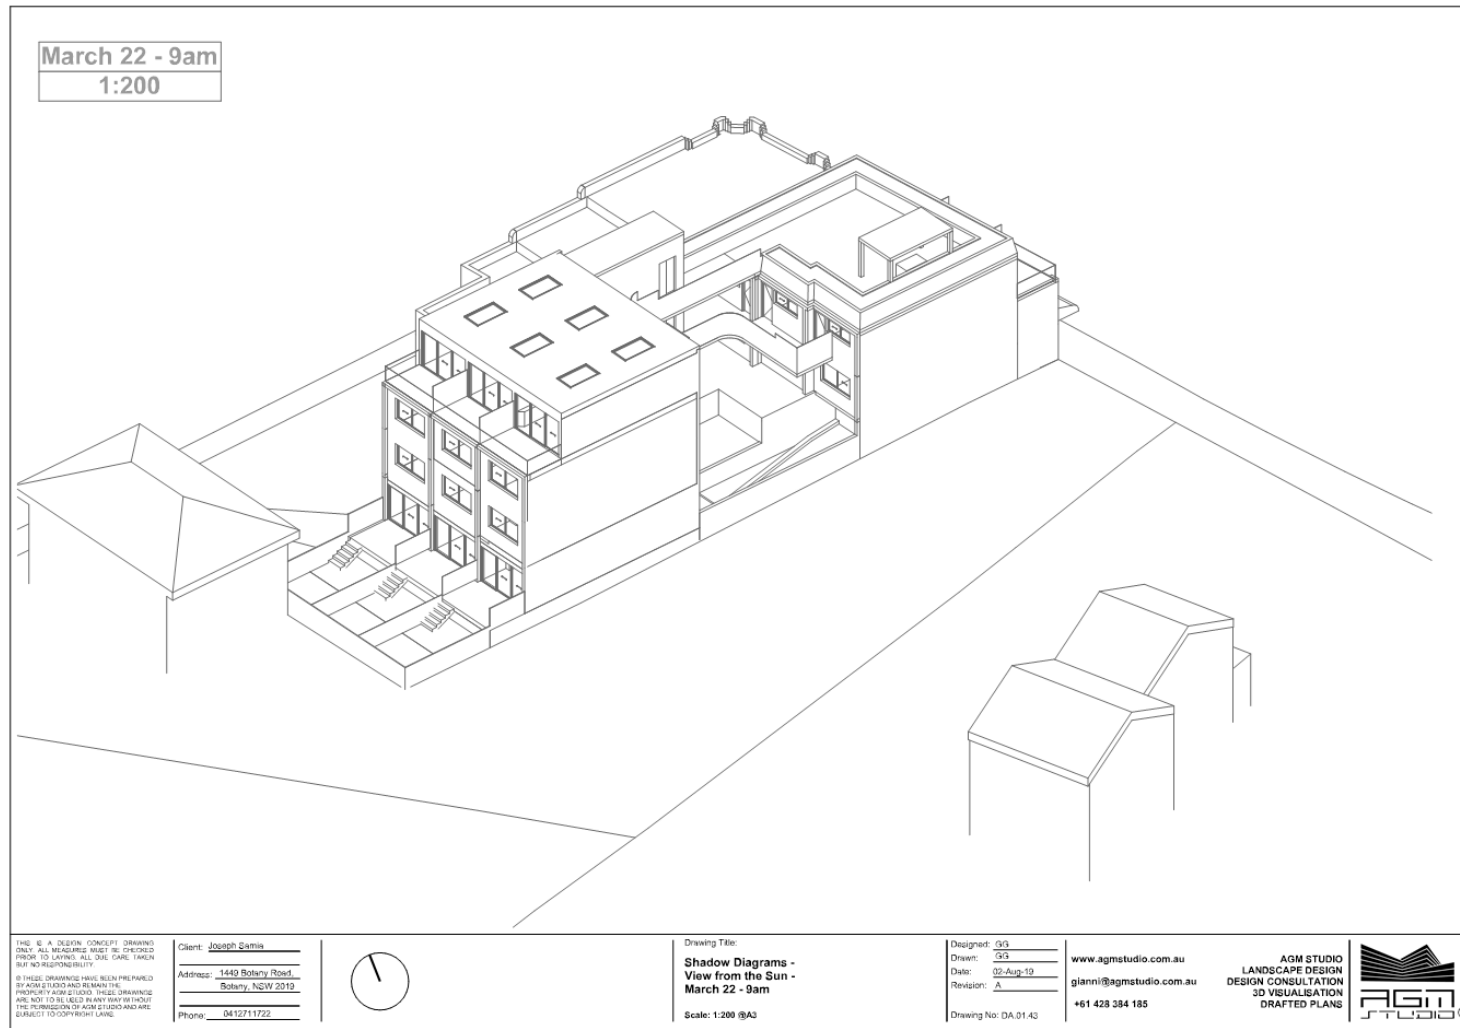 March 22 - 9am
1:200
THIS IS A DESIGN CONCEPT DRAWING
ONLY. ALL MEASURES MUST BE CHECKED
PRIOR TO LAYING. ALL DUE CARE TAKEN
BUT NO RESPONSIBILITY.
© THESE DRAWINGS HAVE BEEN PREPARED
BY AGM STUDIO AND REMAIN THE
PROPERTY AGM STUDIO. THESE DRAWINGS
ARE NOT TO BE USED IN ANY WAY WITHOUT
THE PERMISSION OF AGM STUDIO AND ARE
SUBJECT TO COPYRIGHT LAWS.
Client: Joseph Samia
Address: 1449 Botany Road,
Botany, NSW 2019
Phone: 0412711722
Drawing Title:
Shadow Diagrams -
View from the Sun -
March 22 - 9am
Scale: 1:200 @A3
Designed: GG
Drawn: GG
Date: 02-Aug-19
Revision: A
Drawing No: DA.01.43
www.agmstudio.com.au
gianni@agmstudio.com.au
+61 428 384 185
AGM STUDIO
LANDSCAPE DESIGN
DESIGN CONSULTATION
3D VISUALISATION
DRAFTED PLANS
AGM
STUDIO